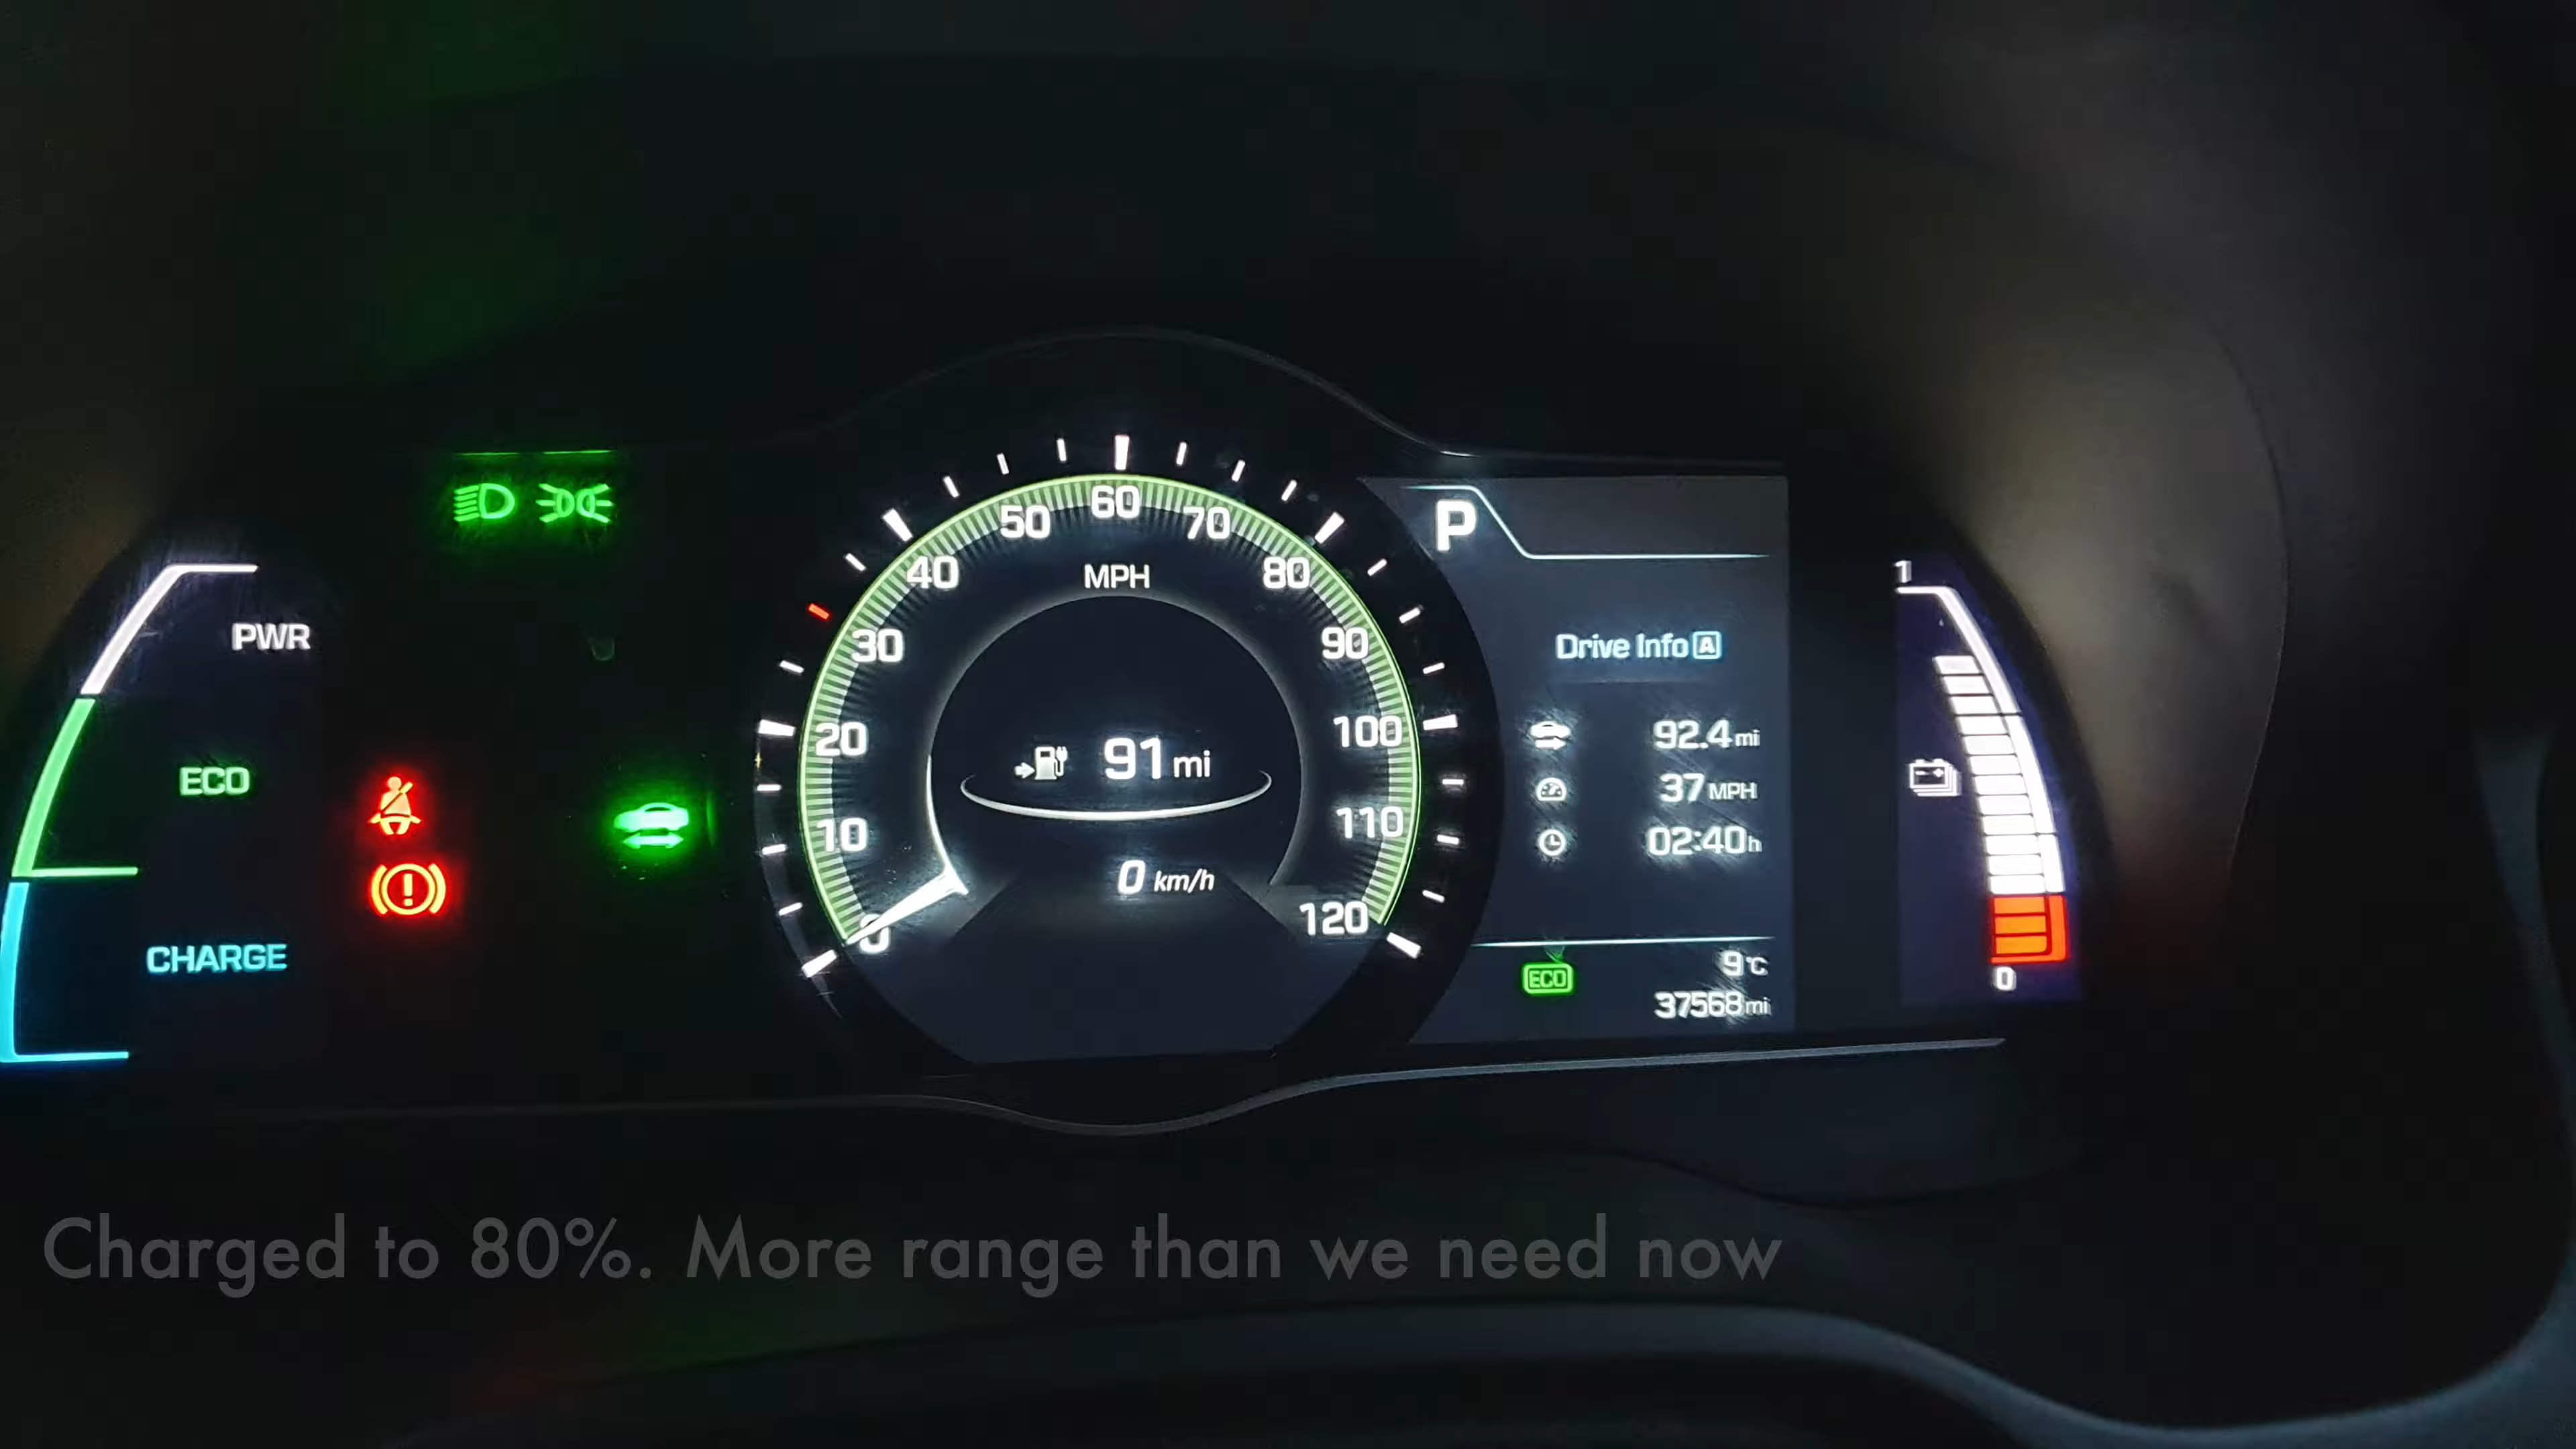 PWR
ECO
CHARGE
0
10
20
30
40
50
60
70
80
90
100
110
120
MPH
91 mi
0 km/h
P
Drive Info A
92.4 mi
37 MPH
02:40 h
ECO
9°C
37568 mi
1
0
Charged to 80%. More range than we need now